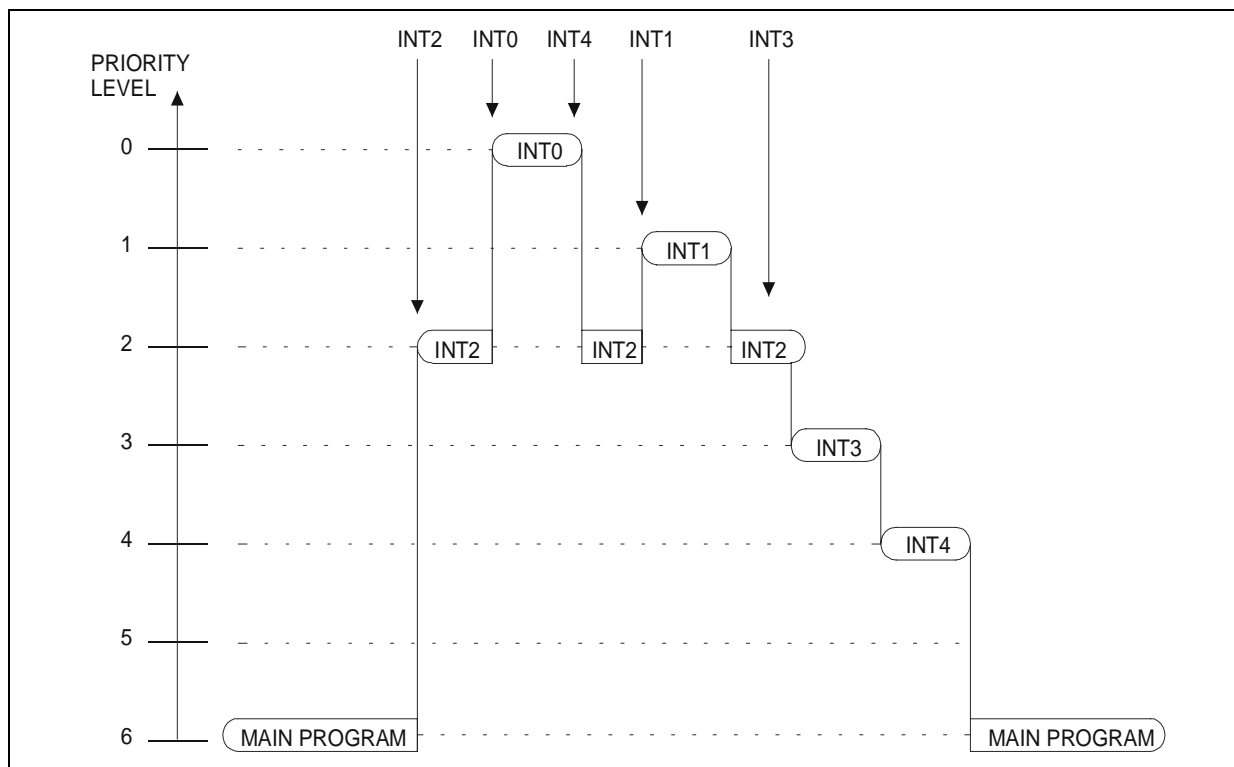 INT2 INT0 INT4 INT1 INT3
PRIORITY
LEVEL
0 INT0
1 INT1
2 INT2 INT2 INT2
3 INT3
4 INT4
5
6 MAIN PROGRAM MAIN PROGRAM